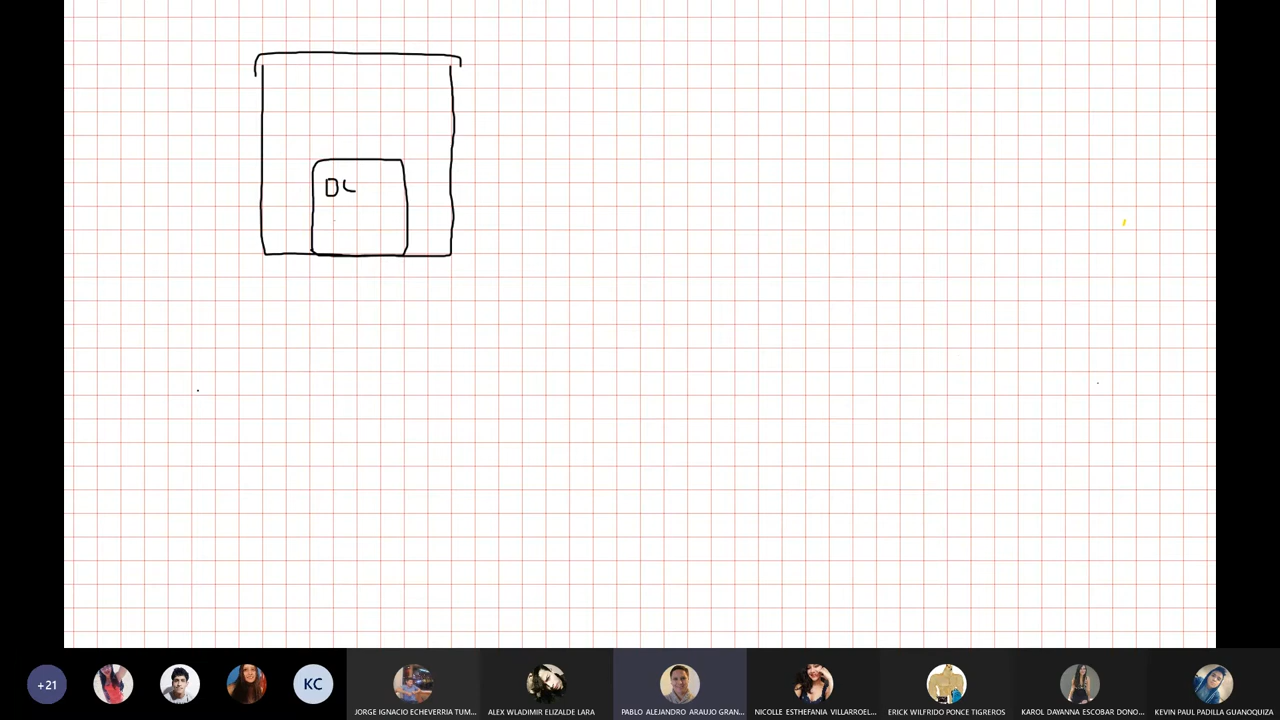 DC
+21
KC
JORGE IGNACIO ECHEVERRIA TUM...
ALEX WLADIMIR ELIZALDE LARA
PABLO ALEJANDRO ARAUJO GRAN...
NICOLLE ESTHEFANIA VILLARROEL...
ERICK WILFRIDO PONCE TIGREROS
KAROL DAYANNA ESCOBAR DONO...
KEVIN PAUL PADILLA GUANOQUIZA